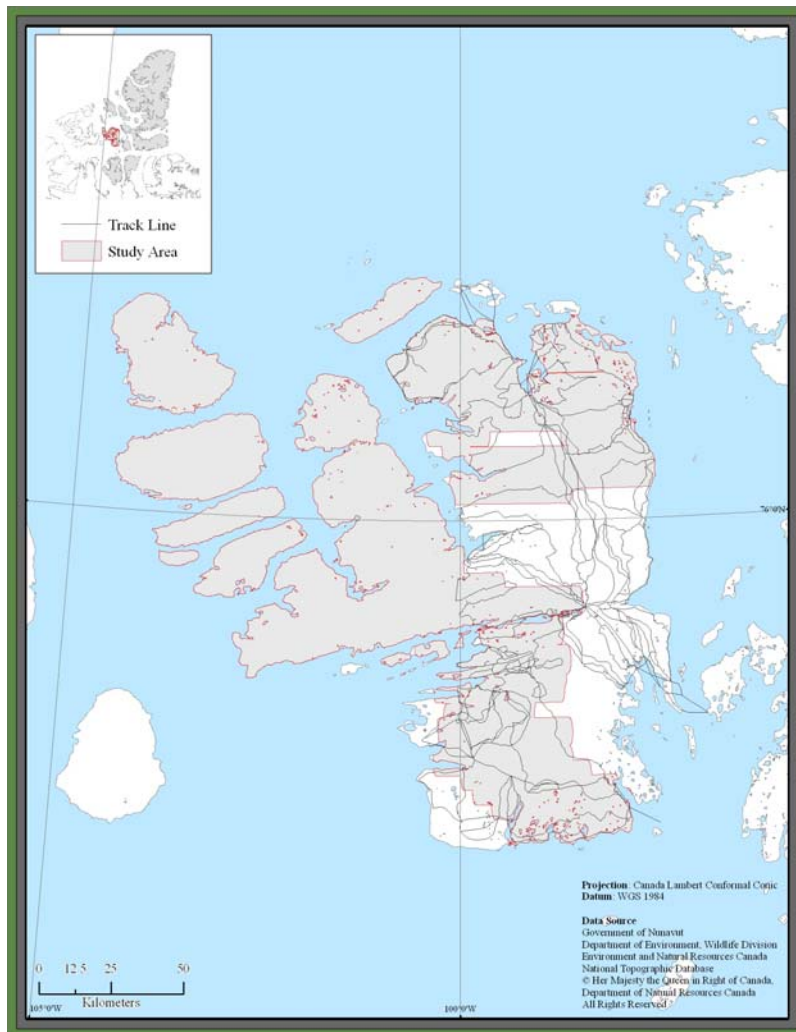 Track Line
Study Area
76°0'N
Projection: Canada Lambert Conformal Conic
Datum: WGS 1984
Data Source
Government of Nunavut
Department of Environment, Wildlife Division
Environment and Natural Resources Canada
National Topographic Database
© Her Majesty the Queen in Right of Canada,
Department of Natural Resources Canada
All Rights Reserved
0 12.5 25 50
Kilometers
105°0'W
100°0'W